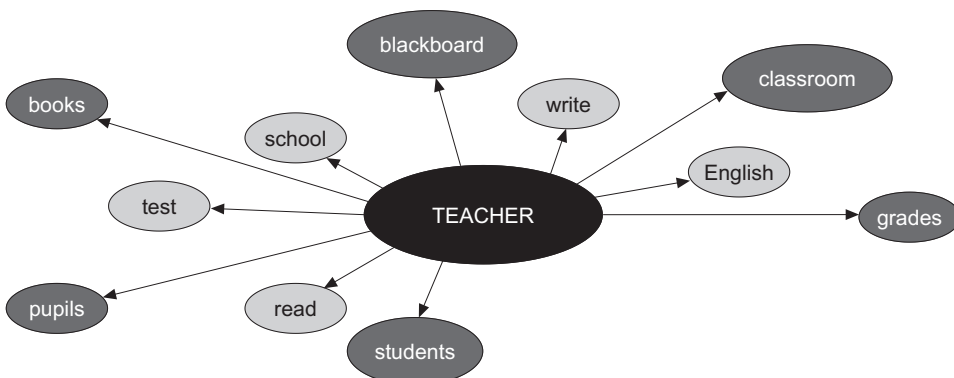 blackboard
classroom
books
write
school
English
test
TEACHER
grades
pupils
read
students